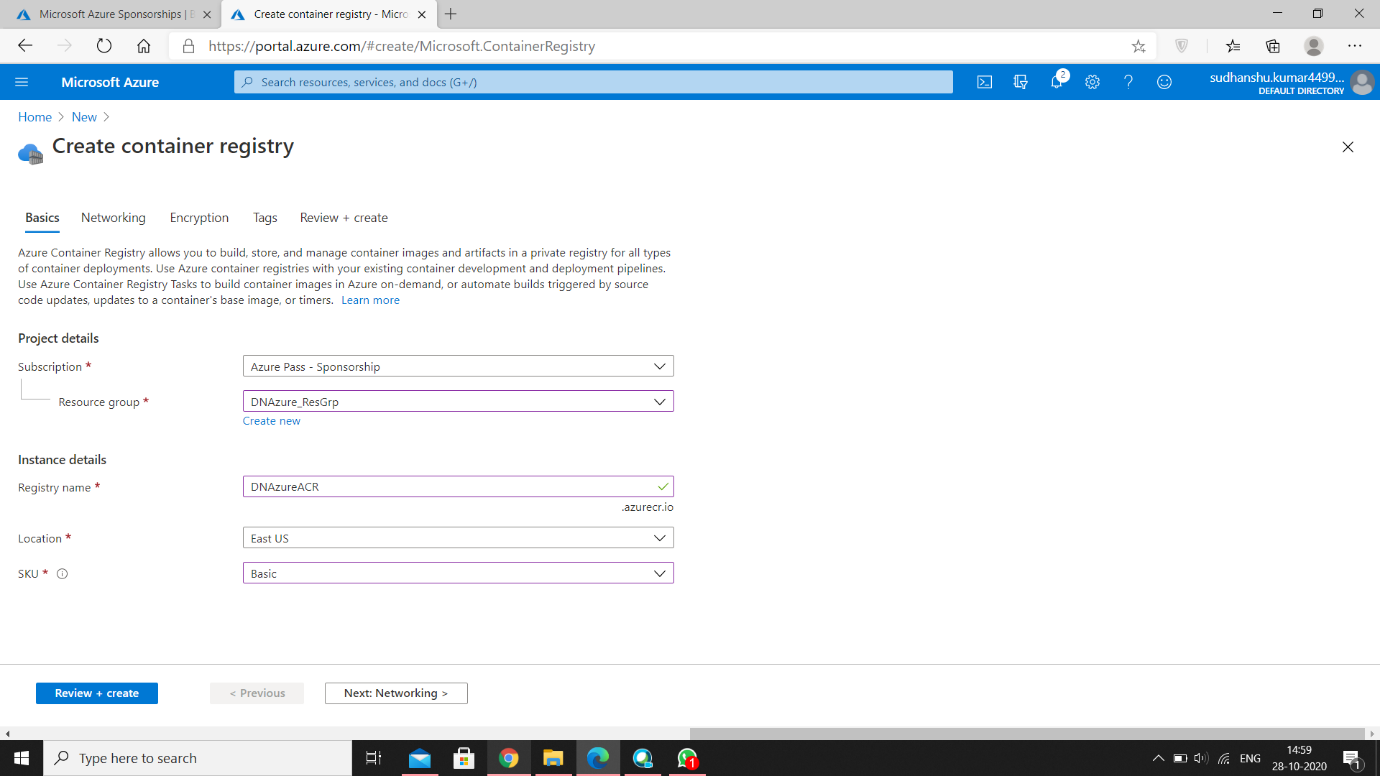 Microsoft Azure Sponsorships | E
Create container registry - Micro
https://portal.azure.com/#create/Microsoft.ContainerRegistry
Microsoft Azure
Search resources, services, and docs (G+/)
2
sudhanshu.kumar4499...
DEFAULT DIRECTORY
Home > New >
Create container registry
Basics Networking Encryption Tags Review + create
Azure Container Registry allows you to build, store, and manage container images and artifacts in a private registry for all types
of container deployments. Use Azure container registries with your existing container development and deployment pipelines.
Use Azure Container Registry Tasks to build container images in Azure on-demand, or automate builds triggered by source
code updates, updates to a container's base image, or timers. Learn more
Project details
Subscription * Azure Pass - Sponsorship
Resource group * DNAzure_ResGrp
Create new
Instance details
Registry name * DNAzureACR
.azurecr.io
Location * East US
SKU * Basic
Review + create < Previous Next: Networking >
Type here to search
1
ENG
14:59
28-10-2020
1